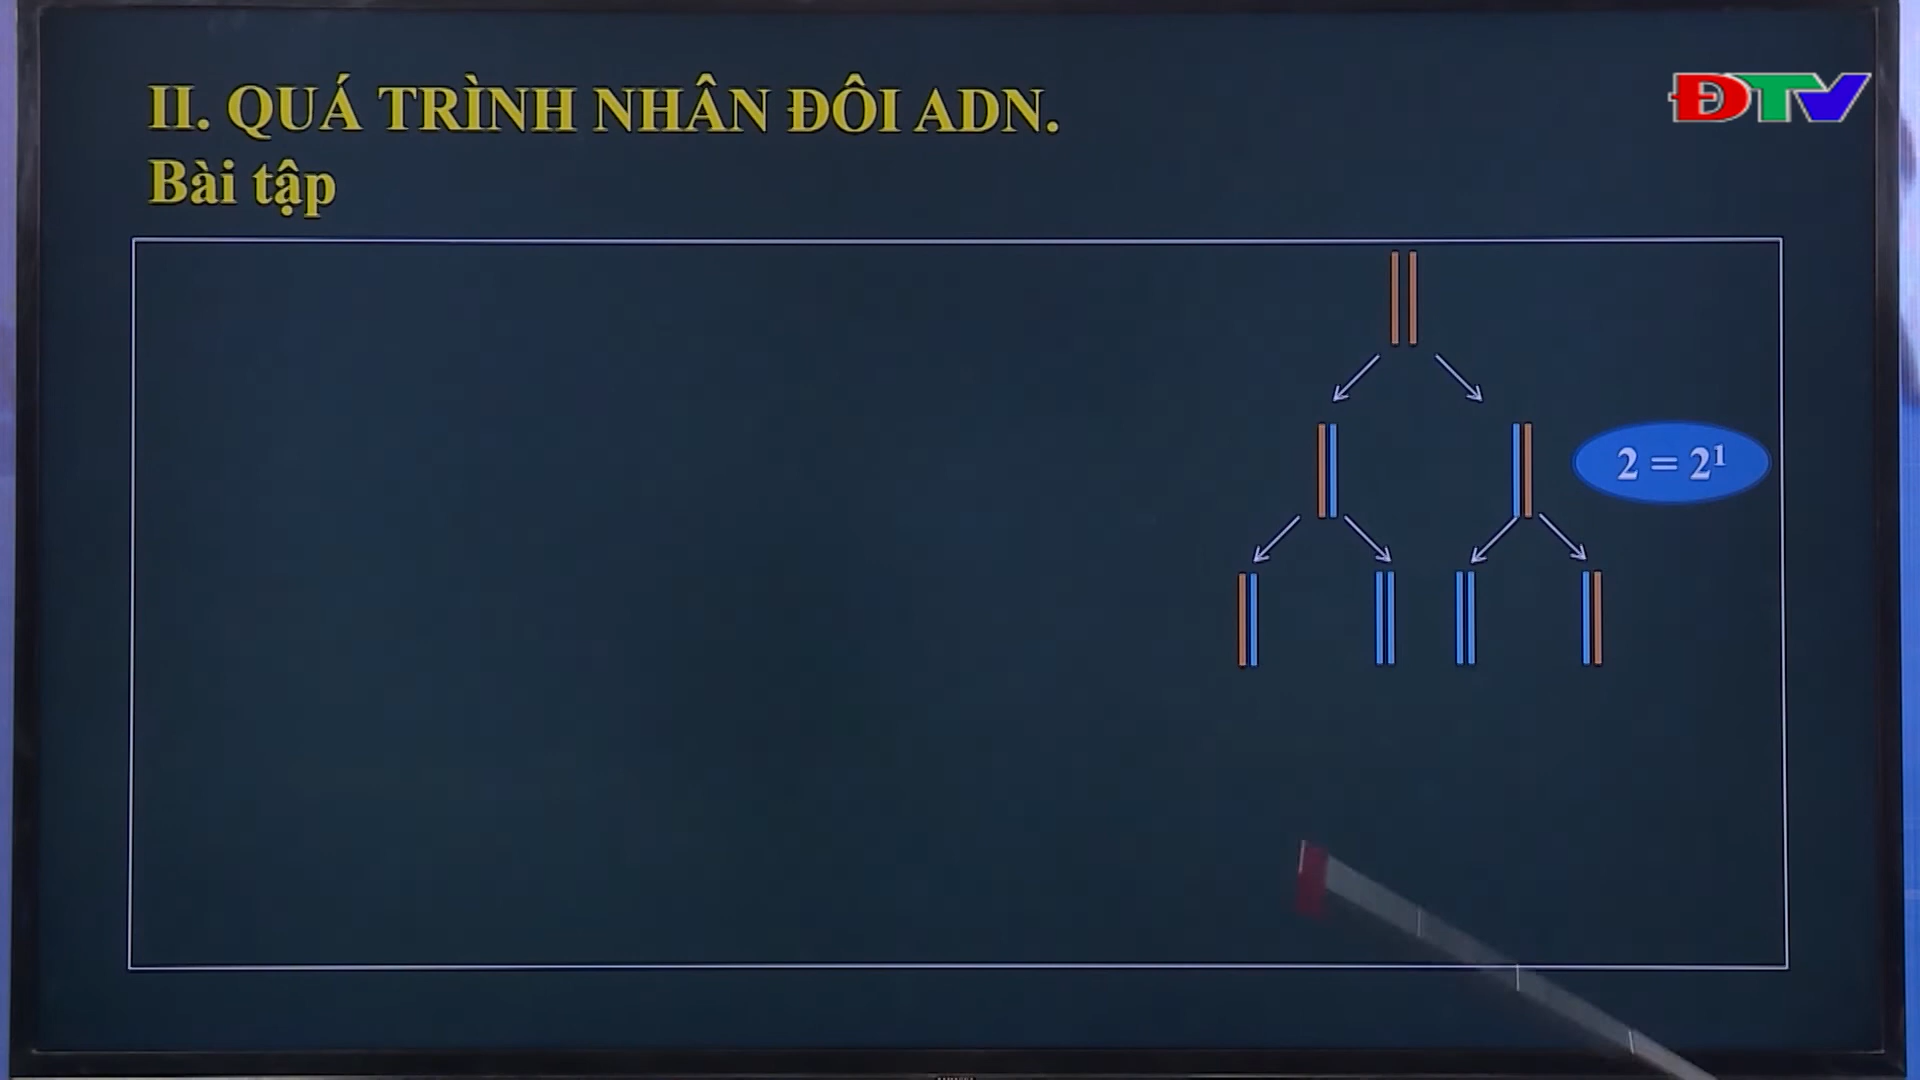 II. QUÁ TRÌNH NHÂN ĐÔI ADN.
ĐTV
Bài tập
2 = 2¹